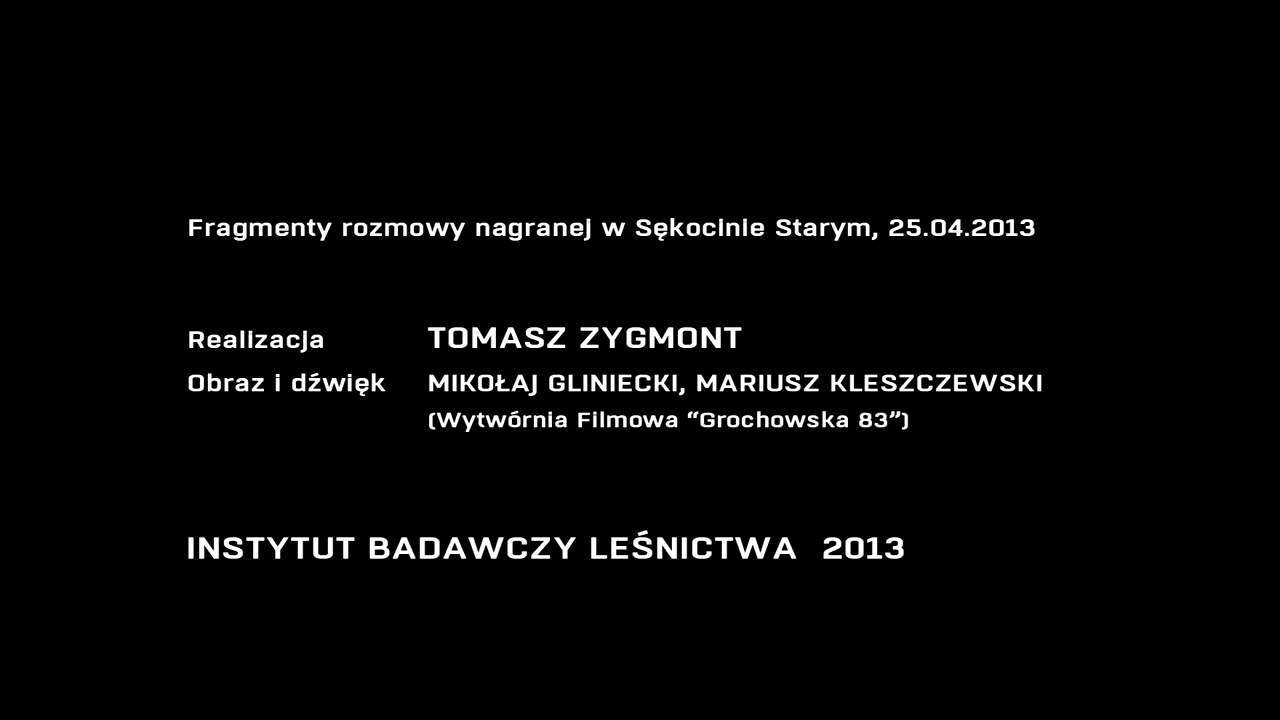 Fragmenty rozmowy nagranej w Sękocinie Starym, 25.04.2013
Realizacja TOMASZ ZYGMONT
Obraz i dźwięk MIKOŁAJ GLINIECKI, MARIUSZ KLESZCZEWSKI
(Wytwórnia Filmowa “Grochowska 83”)
INSTYTUT BADAWCZY LEŚNICTWA 2013